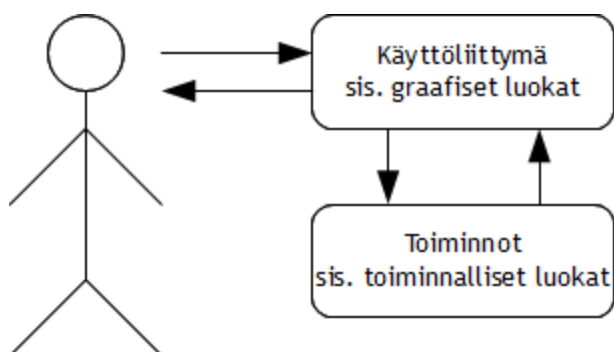 Käyttöliittymä
sis. graafiset luokat
Toiminnot
sis. toiminnalliset luokat